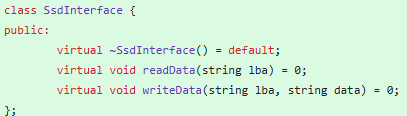 class SsdInterface {
public:
        virtual ~SsdInterface() = default;
        virtual void readData(string lba) = 0;
        virtual void writeData(string lba, string data) = 0;
};